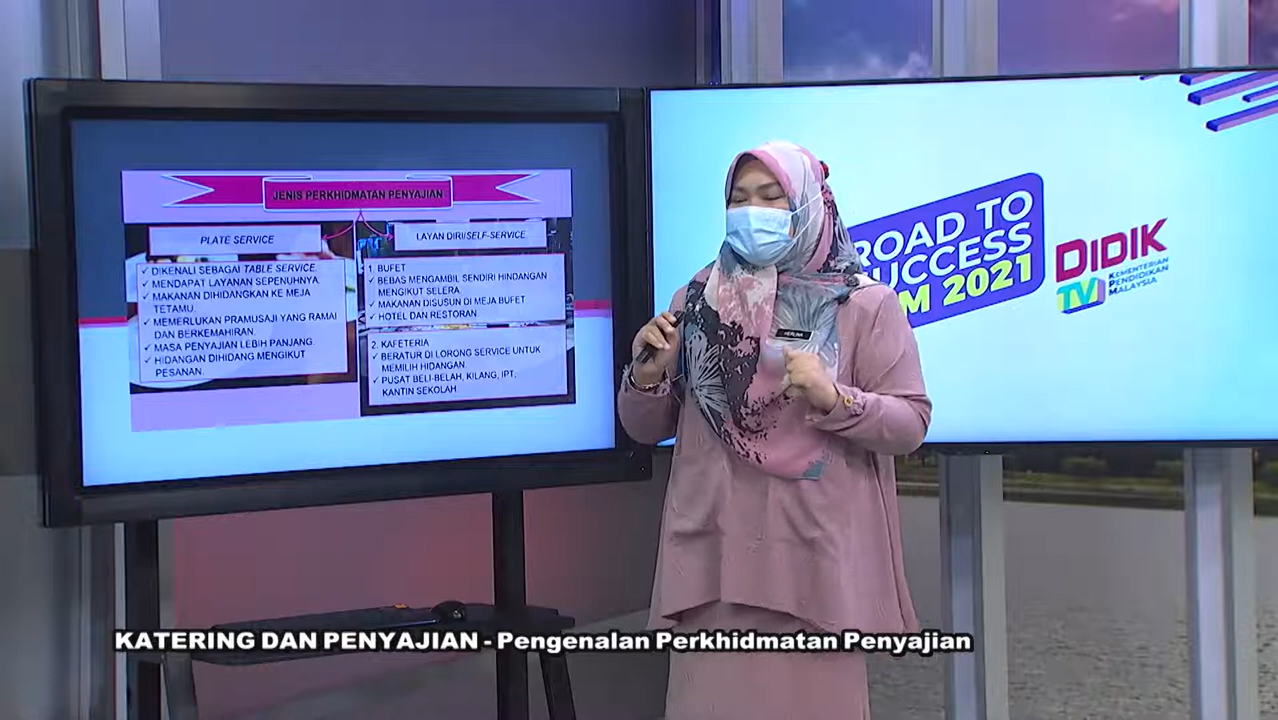 JENIS PERKHIDMATAN PENYAJIAN
PLATE SERVICE
✓ DIKENALI SEBAGAI TABLE SERVICE.
✓ MENDAPAT LAYANAN SEPENUHNYA.
✓ MAKANAN DIHIDANGKAN KE MEJA
TETAMU.
✓ MEMERLUKAN PRAMUSAJI YANG RAMAI
DAN BERKEMAHIRAN.
✓ MASA PENYAJIAN LEBIH PANJANG.
✓ HIDANGAN DIHIDANG MENGIKUT
PESANAN.
LAYAN DIRI/SELF-SERVICE
1. BUFET
✓ BEBAS MENGAMBIL SENDIRI HINDANGAN
MENGIKUT SELERA.
✓ MAKANAN DISUSUN DI MEJA BUFET
✓ HOTEL DAN RESTORAN.
2. KAFETERIA
✓ BERATUR DI LORONG SERVICE UNTUK
MEMILIH HIDANGAN.
✓ PUSAT BELI-BELAH, KILANG, IPT,
KANTIN SEKOLAH.
ROAD TO
UCCESS
M 2021
DIDIK
TV
KEMENTERIAN
PENDIDIKAN
MALAYSIA
HERLINA
KATERING DAN PENYAJIAN - Pengenalan Perkhidmatan Penyajian